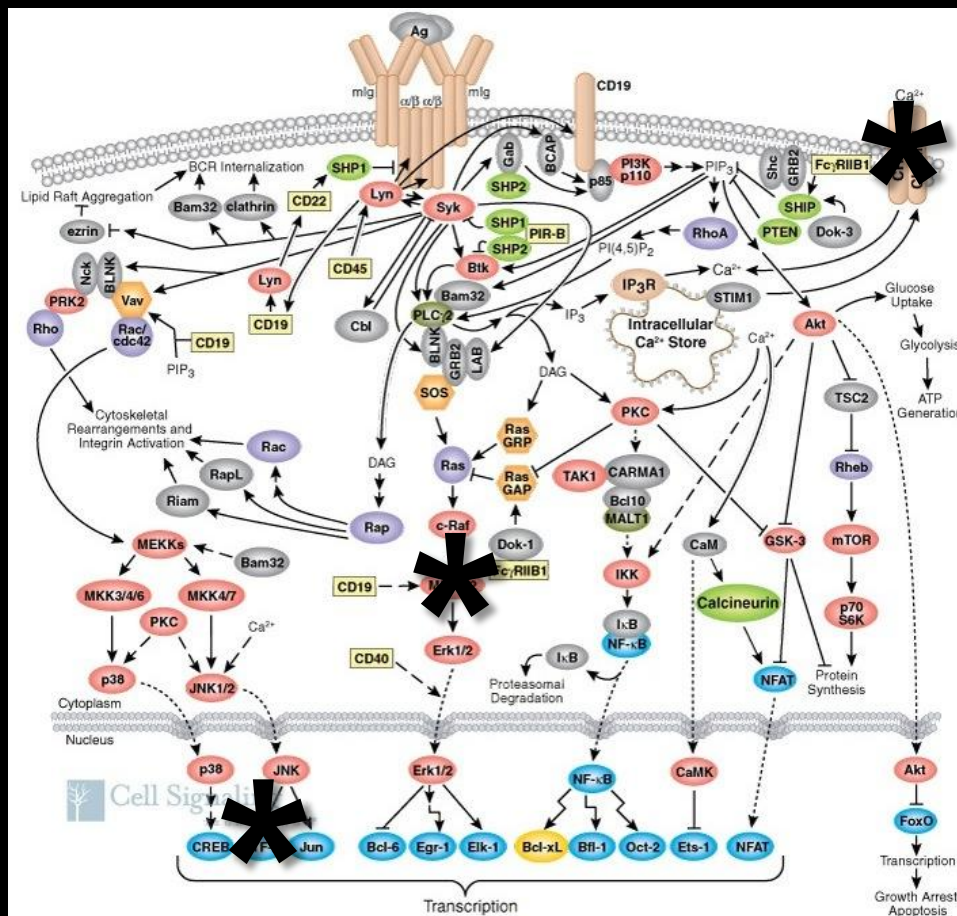 Ag
mlg
mlg
α/β α/β
CD19
Ca²⁺
BCR Internalization
Lipid Raft Aggregation
Bam32
clathrin
ezrin
CD22
SHP1
Lyn
Syk
Gab
SHP2
BCAP
p85
PI3K
p110
PIP₃
Shc
GRB2
FcγRIIB1
SHIP
PTEN
Dok-3
RhoA
PI(4,5)P₂
SHP1
SHP2
PIR-B
Nck
BLNK
PRK2
Vav
Rho
Rac/
cdc42
CD19
PIP₃
Lyn
CD19
CD45
Cbl
Btk
Bam32
PLCγ2
BLNK
GRB2
LAB
SOS
IP₃
IP₃R
Ca²⁺
STIM1
Intracellular
Ca²⁺ Store
Ca²⁺
Akt
Glucose
Uptake
Glycolysis
ATP
Generation
DAG
PKC
TSC2
Rheb
mTOR
p70
S6K
Protein
Synthesis
Cytoskeletal
Rearrangements and
Integrin Activation
Rac
RapL
Riam
DAG
Rap
Ras
Ras
GRP
Ras
GAP
c-Raf
Dok-1
FcγRIIB1
CD19
TAK1
CARMA1
Bcl10
MALT1
IKK
IκB
NF-κB
IκB
Proteasomal
Degradation
CaM
Calcineurin
GSK-3
NFAT
MEKKs
Bam32
MKK3/4/6
MKK4/7
PKC
Ca²⁺
p38
JNK1/2
Erk1/2
CD40
Cytoplasm
Nucleus
p38
JNK
Erk1/2
NF-κB
CaMK
Akt
Cell
CREB
Jun
Bcl-6
Egr-1
Elk-1
Bcl-xL
Bfl-1
Oct-2
Ets-1
NFAT
FoxO
Transcription
Growth Arrest,
Apoptosis
Transcription